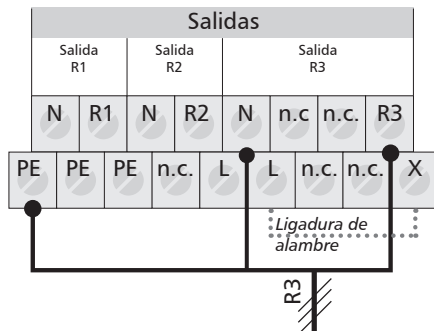 Salidas
Salida R1
Salida R2
Salida R3
N R1 N R2 N n.c n.c. R3
PE PE PE n.c. L L n.c. n.c. X
Ligadura de
alambre
R3